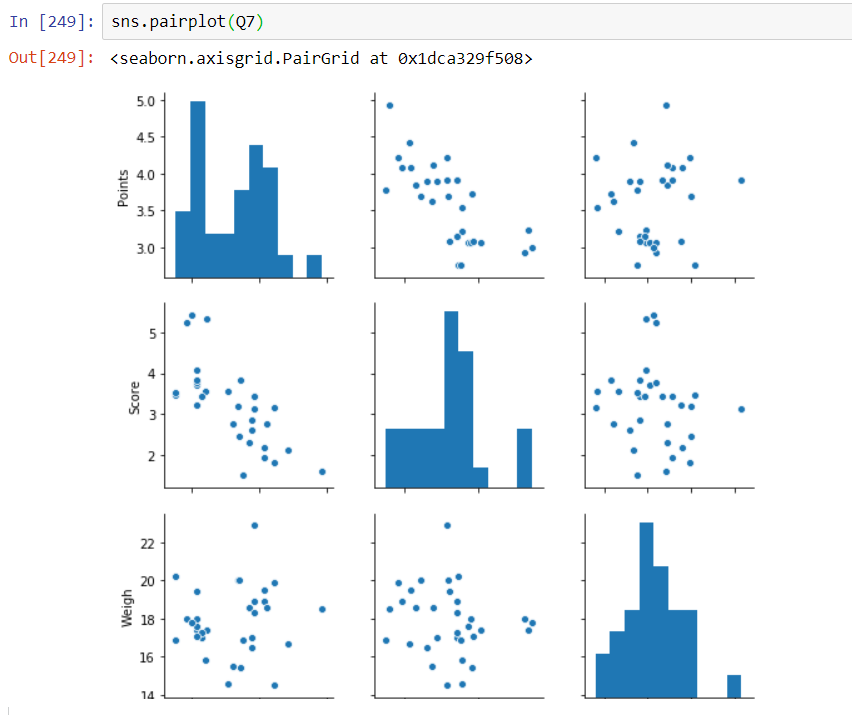 In [249]: sns.pairplot(Q7)
Out[249]: <seaborn.axisgrid.PairGrid at 0x1dca329f508>
5.0
4.5
4.0
3.5
3.0
Points
5
4
3
2
Score
22
20
18
16
14
Weigh